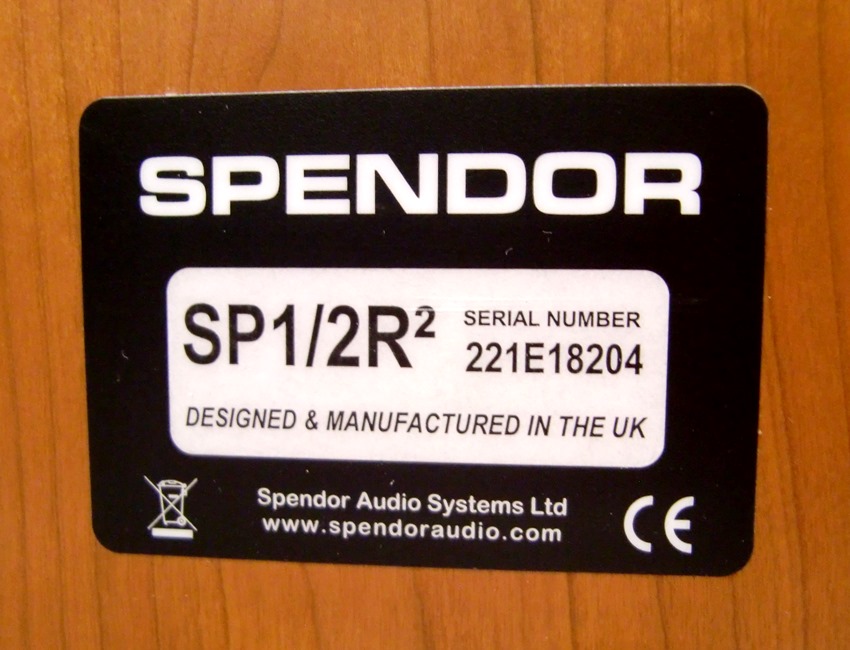 SPENDOR
SP1/2R² SERIAL NUMBER
221E18204
DESIGNED & MANUFACTURED IN THE UK
Spendor Audio Systems Ltd
www.spendoraudio.com
CE